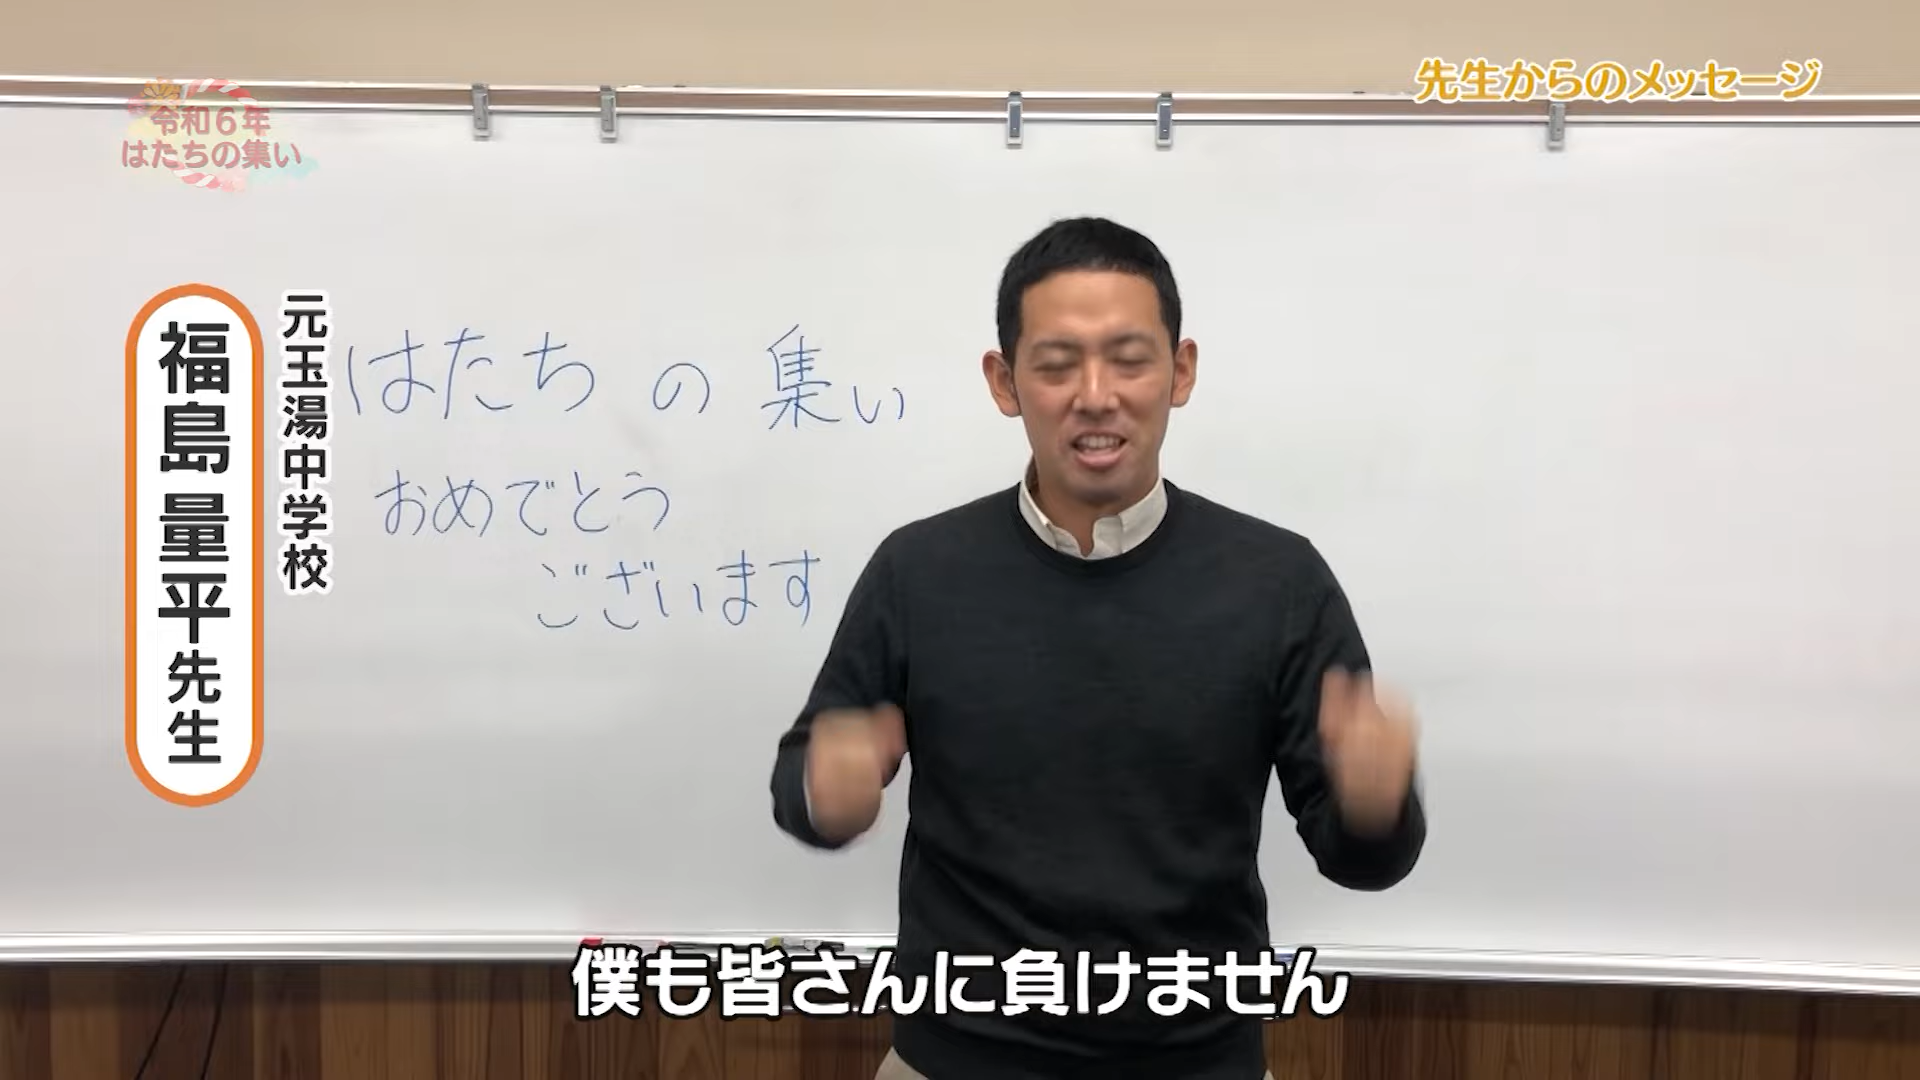 先生からのメッセージ
令和6年
はたちの集い
元玉湯中学校
福島量平先生
はたちの集い
おめでとう
ございます
僕も皆さんに負けません